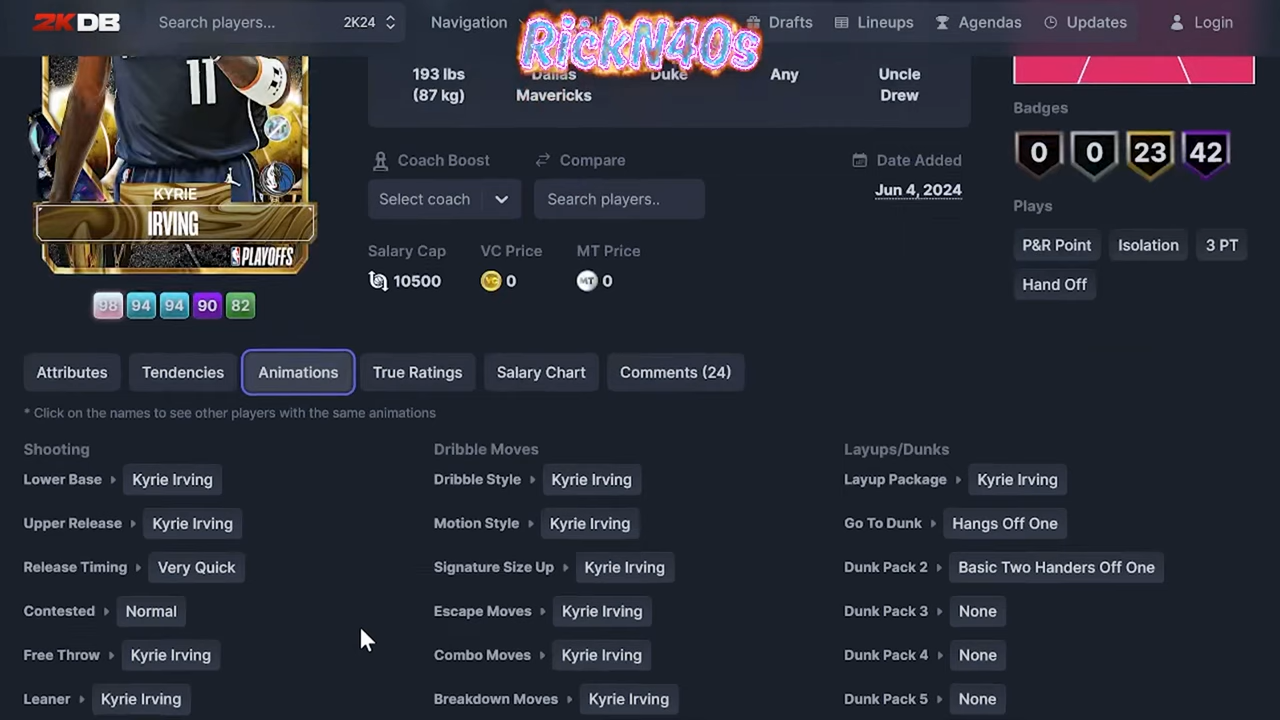 2KDB
Search players...
2K24
Navigation
RickN40s
Drafts
Lineups
Agendas
Updates
Login
11
KYRIE
IRVING
PLAYOFFS
98 94 94 90 82
193 lbs
(87 kg)
Dallas
Mavericks
Duke
Any
Uncle
Drew
Coach Boost
Select coach
Compare
Search players..
Date Added
Jun 4, 2024
Salary Cap
10500
VC Price
VC 0
MT Price
MT 0
Badges
0 0 23 42
Plays
P&R Point
Isolation
3 PT
Hand Off
Attributes
Tendencies
Animations
True Ratings
Salary Chart
Comments (24)
* Click on the names to see other players with the same animations
Shooting
Lower Base Kyrie Irving
Upper Release Kyrie Irving
Release Timing Very Quick
Contested Normal
Free Throw Kyrie Irving
Leaner Kyrie Irving
Dribble Moves
Dribble Style Kyrie Irving
Motion Style Kyrie Irving
Signature Size Up Kyrie Irving
Escape Moves Kyrie Irving
Combo Moves Kyrie Irving
Breakdown Moves Kyrie Irving
Layups/Dunks
Layup Package Kyrie Irving
Go To Dunk Hangs Off One
Dunk Pack 2 Basic Two Handers Off One
Dunk Pack 3 None
Dunk Pack 4 None
Dunk Pack 5 None